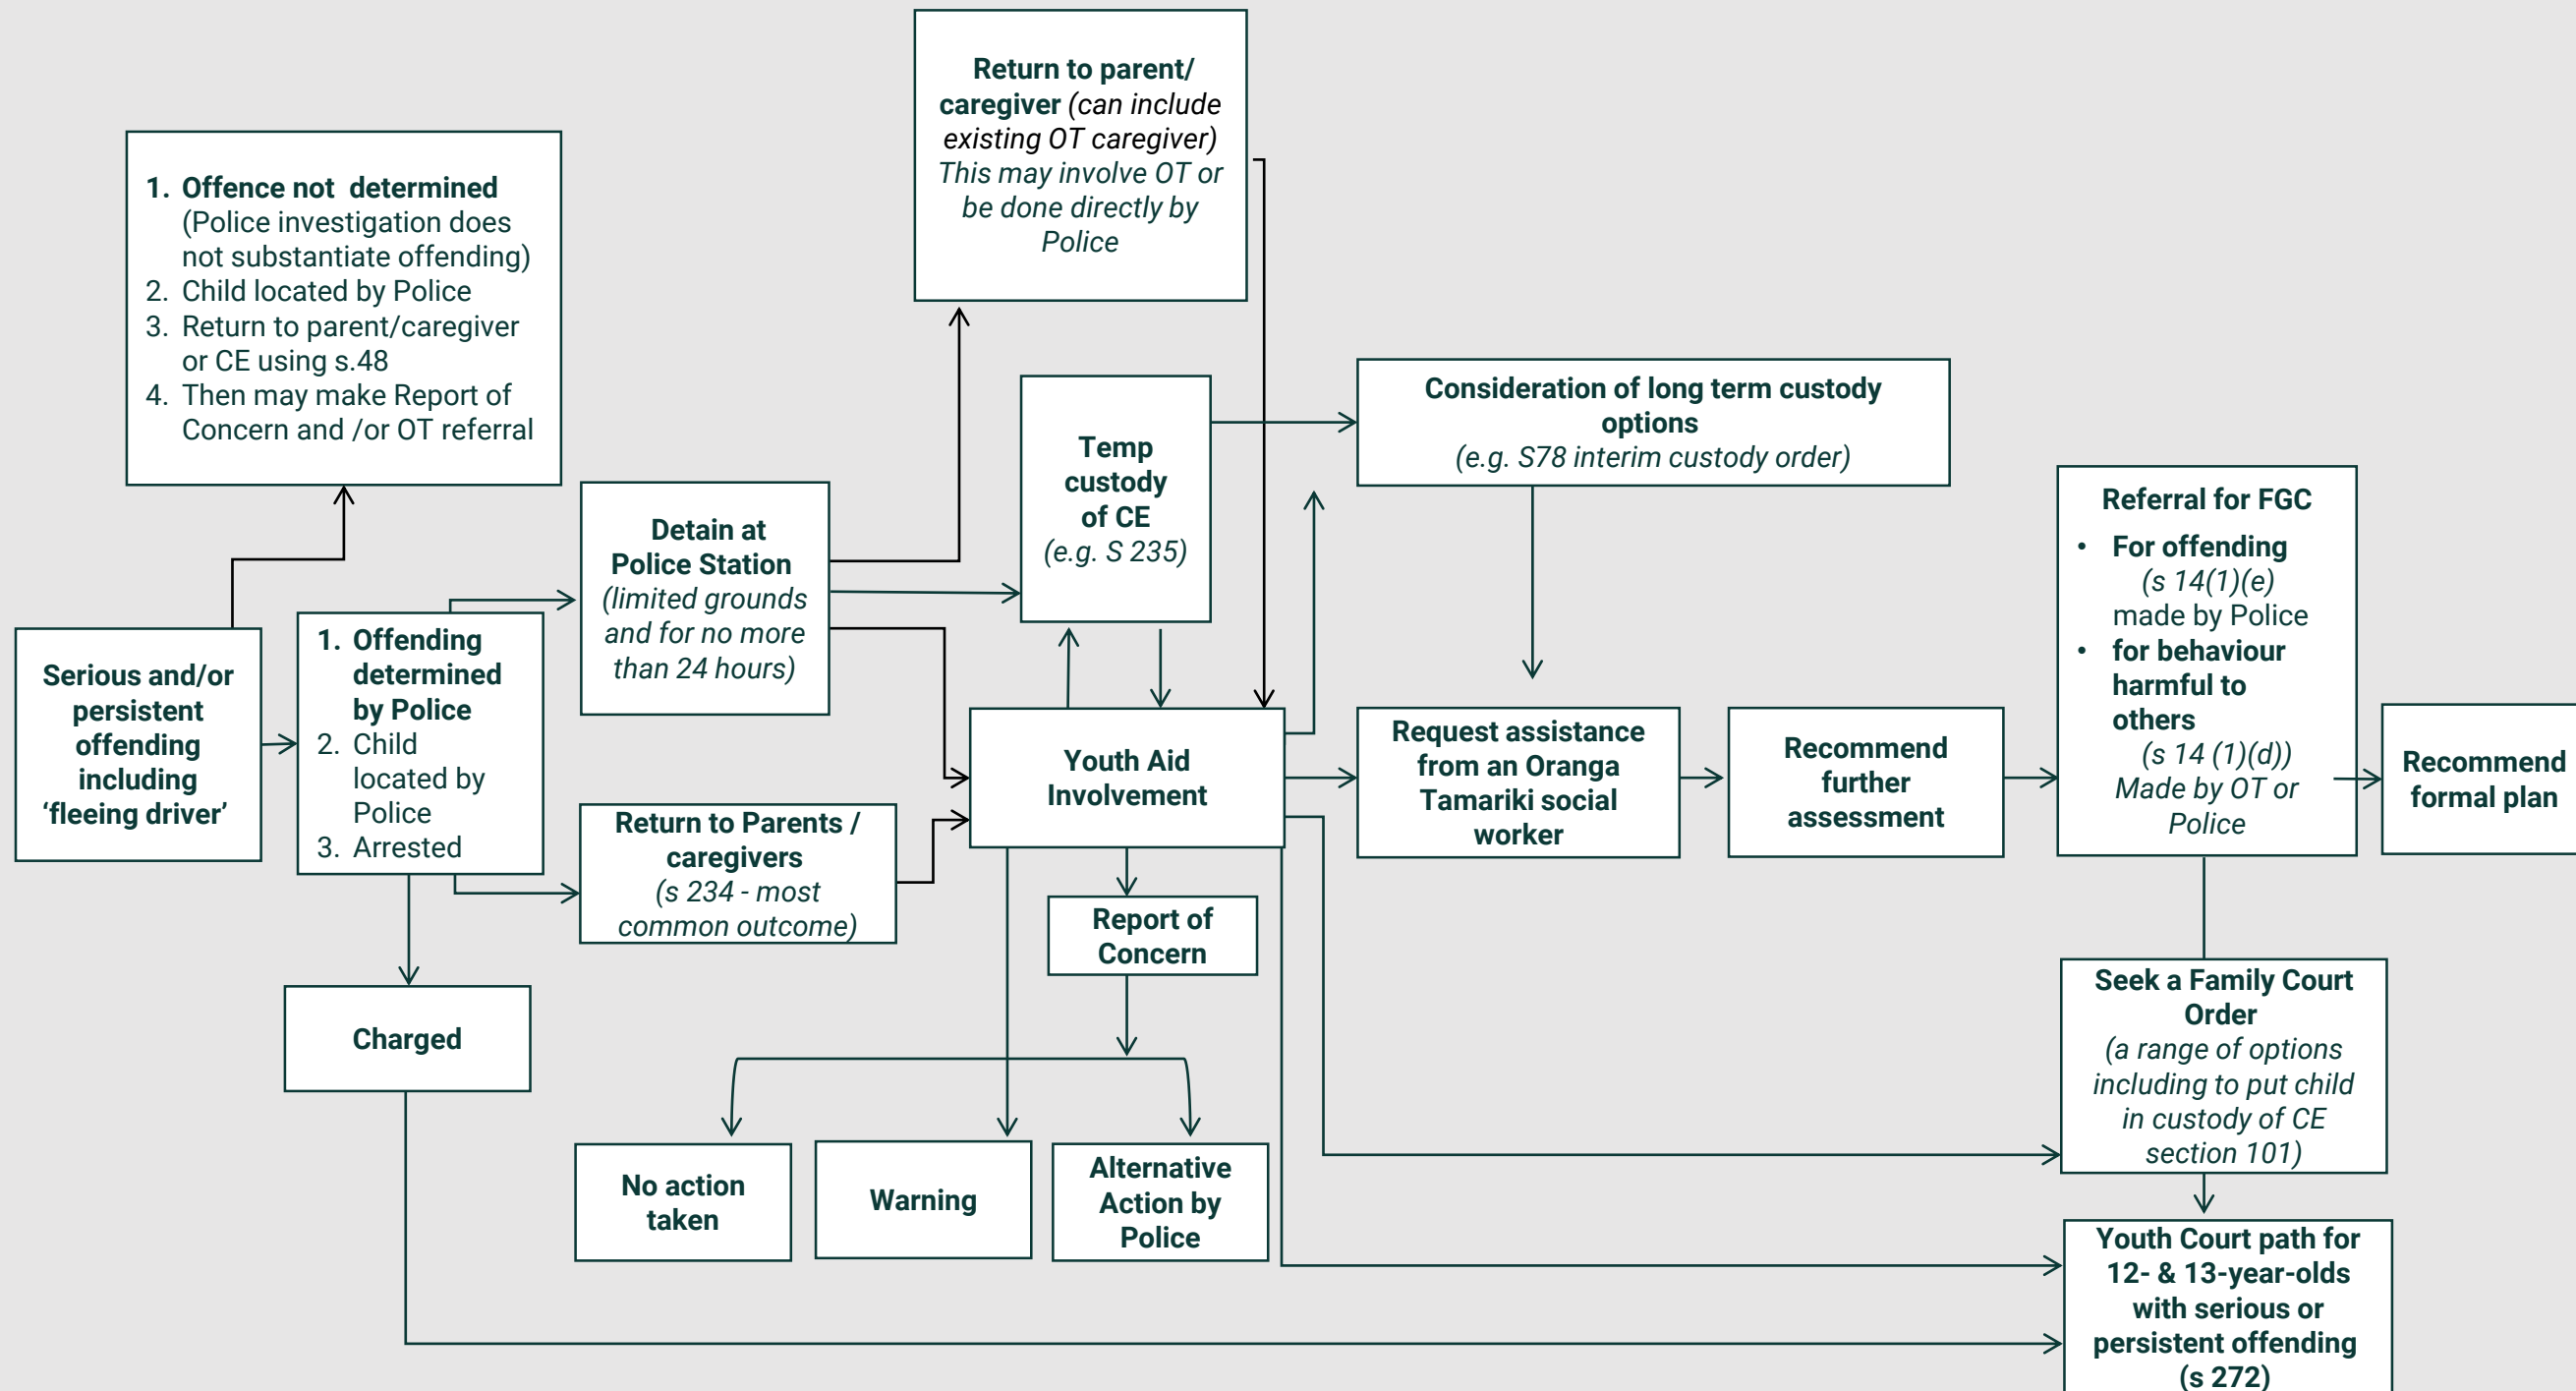 Return to parent/
caregiver (can include
existing OT caregiver)
This may involve OT or
be done directly by
Police
1. Offence not determined
(Police investigation does
not substantiate offending)
2. Child located by Police
3. Return to parent/caregiver
or CE using s.48
4. Then may make Report of
Concern and /or OT referral
Serious and/or
persistent
offending
including
‘fleeing driver’
1. Offending
determined
by Police
2. Child
located by
Police
3. Arrested
Charged
Detain at
Police Station
(limited grounds
and for no more
than 24 hours)
Return to Parents /
caregivers
(s 234 - most
common outcome)
Temp
custody
of CE
(e.g. S 235)
Consideration of long term custody
options
(e.g. S78 interim custody order)
Youth Aid
Involvement
Report of
Concern
No action
taken
Warning
Alternative
Action by
Police
Request assistance
from an Oranga
Tamariki social
worker
Recommend
further
assessment
Referral for FGC
• For offending
(s 14(1)(e)
made by Police
• for behaviour
harmful to
others
(s 14 (1)(d))
Made by OT or
Police
Recommend
formal plan
Seek a Family Court
Order
(a range of options
including to put child
in custody of CE
section 101)
Youth Court path for
12- & 13-year-olds
with serious or
persistent offending
(s 272)